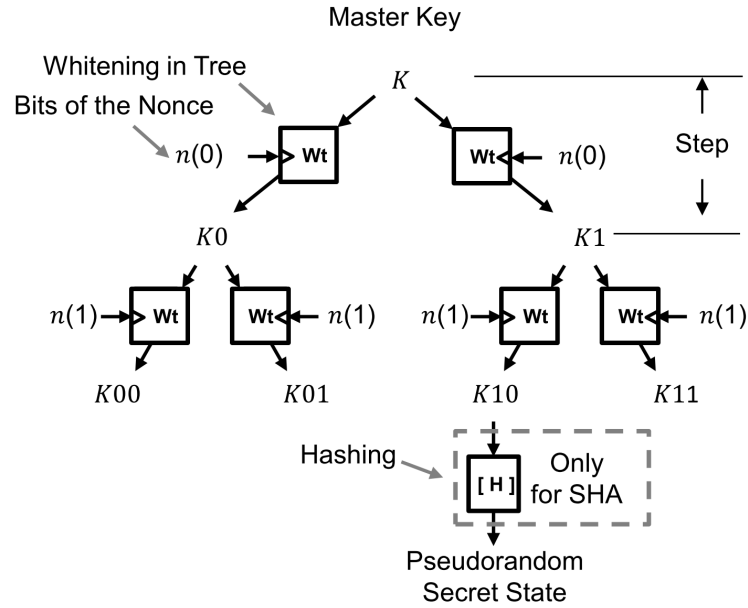 Master Key
Whitening in Tree
K
Bits of the Nonce
n(0)
Wt
Wt
n(0)
Step
K0
K1
n(1)
Wt
Wt
n(1)
n(1)
Wt
Wt
n(1)
K00
K01
K10
K11
Hashing
[ H ]
Only
for SHA
Pseudorandom
Secret State